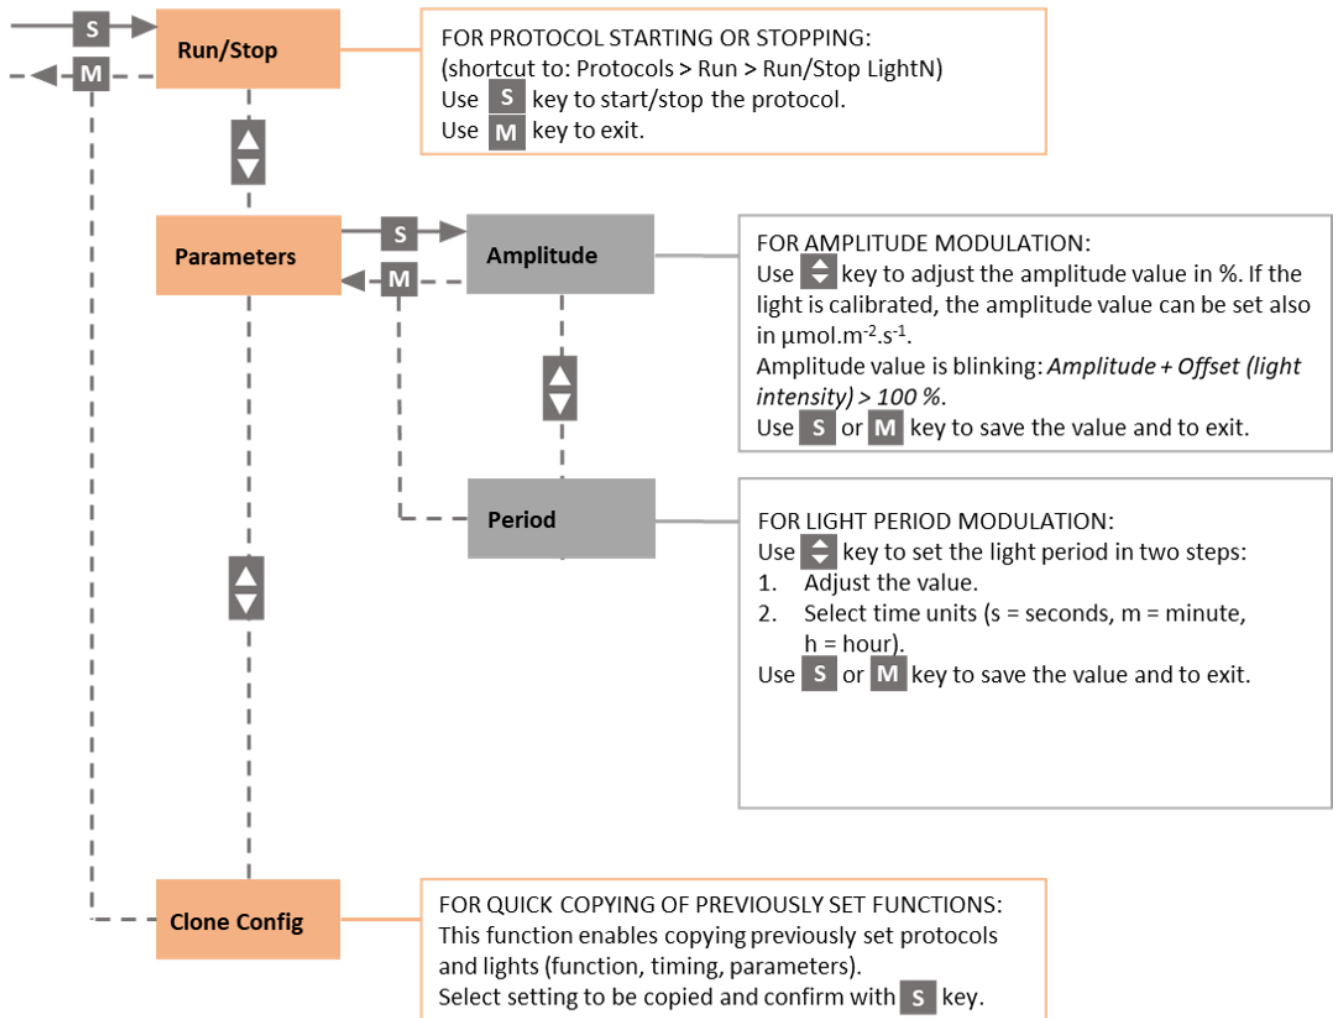 S
Run/Stop
M
FOR PROTOCOL STARTING OR STOPPING:
(shortcut to: Protocols > Run > Run/Stop LightN)
Use S key to start/stop the protocol.
Use M key to exit.
Parameters
S
M
Amplitude
FOR AMPLITUDE MODULATION:
Use key to adjust the amplitude value in %. If the
light is calibrated, the amplitude value can be set also
in μmol.m⁻².s⁻¹.
Amplitude value is blinking: Amplitude + Offset (light
intensity) > 100 %.
Use S or M key to save the value and to exit.
Period
FOR LIGHT PERIOD MODULATION:
Use key to set the light period in two steps:
1. Adjust the value.
2. Select time units (s = seconds, m = minute,
h = hour).
Use S or M key to save the value and to exit.
Clone Config
FOR QUICK COPYING OF PREVIOUSLY SET FUNCTIONS:
This function enables copying previously set protocols
and lights (function, timing, parameters).
Select setting to be copied and confirm with S key.